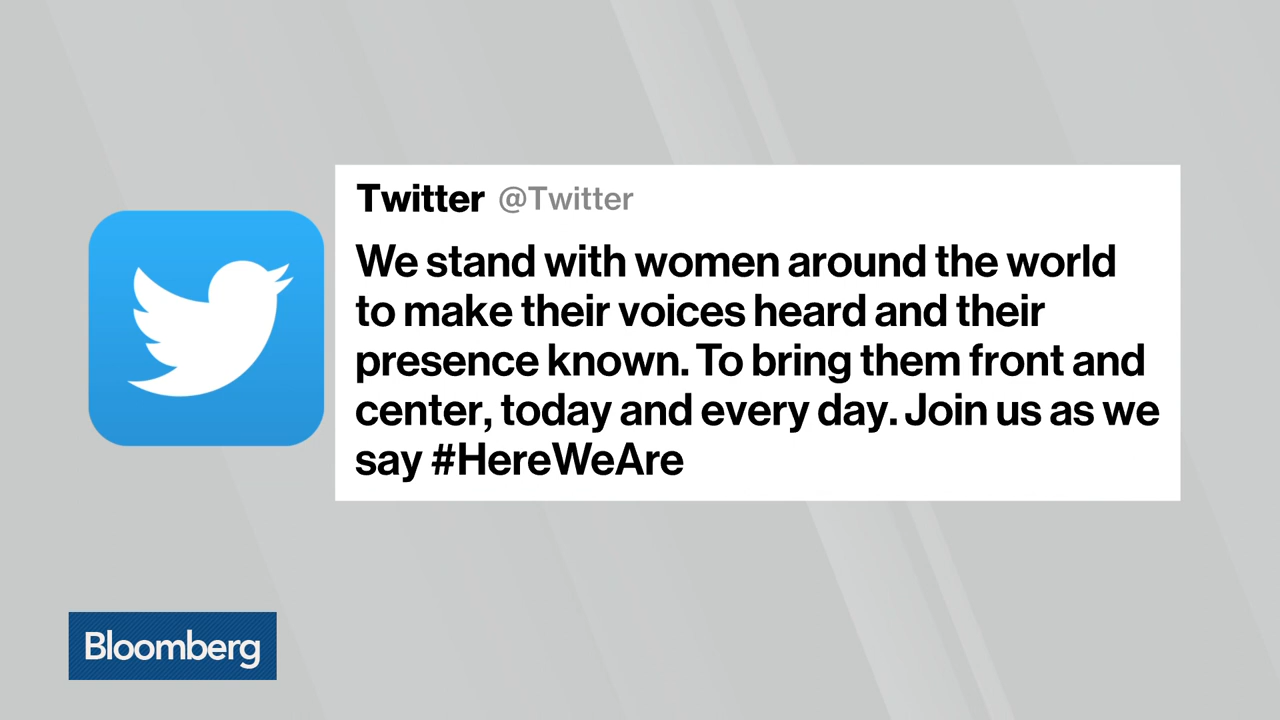 Twitter @Twitter
We stand with women around the world
to make their voices heard and their
presence known. To bring them front and
center, today and every day. Join us as we
say #HereWeAre
Bloomberg